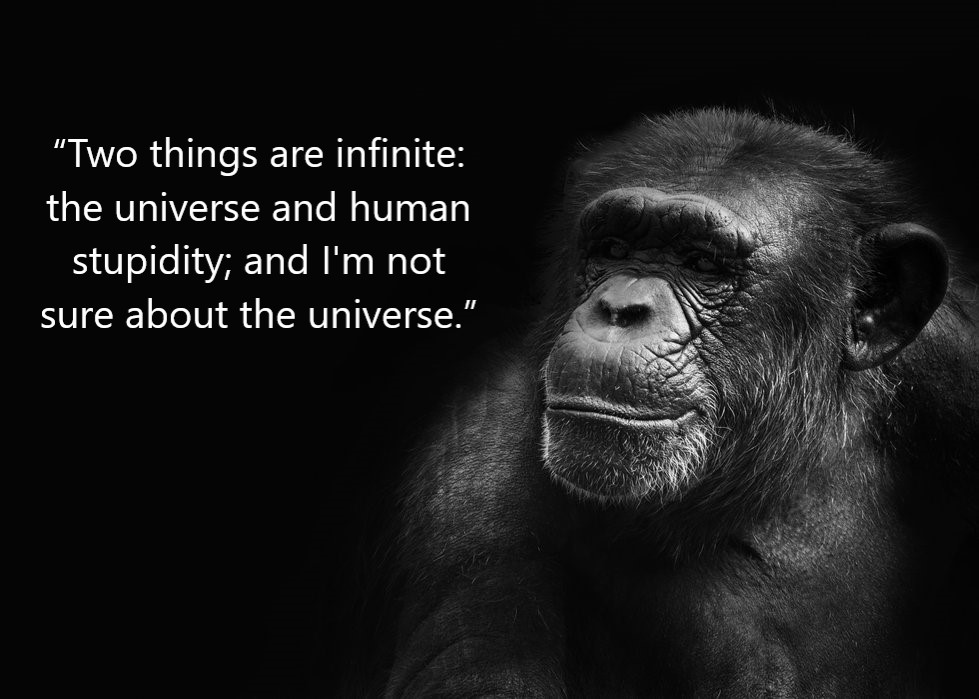 “Two things are infinite:
the universe and human
stupidity; and I'm not
sure about the universe.”